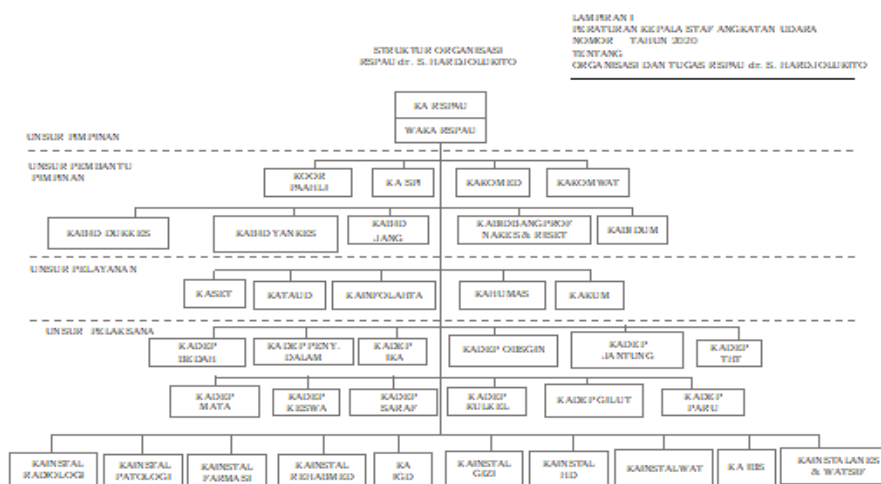 LAMPIRAN I
PERATURAN KEPALA STAF ANGKATAN UDARA
NOMOR TAHUN 2020
TENTANG
ORGANISASI DAN TUGAS RSPAU dr. S. HARDJOLUKITO
STRUKTUR ORGANISASI
RSPAU dr. S. HARDJOLUKITO
KA RSPAU
WAKA RSPAU
UNSUR PIMPINAN
UNSUR PEMBANTU
PIMPINAN
KOOR
PAAHLI
KA SPI
KAKOMED
KAKOMWAT
KABID DUKKES
KABID YANKES
KABID
JANG
KABIDBANGPROF
NAKES & RISET
KABIDUM
UNSUR PELAYANAN
KASET
KATAUD
KAINFOLAHTA
KAHUMAS
KAKUM
UNSUR PELAKSANA
KADEP
BEDAH
KADEP PENY.
DALAM
KADEP
IKA
KADEP OBSGIN
KADEP
JANTUNG
KADEP
THT
KADEP
MATA
KADEP
KESWA
KADEP
SARAF
KADEP
KULKEL
KADEP GILUT
KADEP
PARU
KAINSTAL
RADIOLOGI
KAINSTAL
PATOLOGI
KAINSTAL
FARMASI
KAINSTAL
REHABMED
KA
IGD
KAINSTAL
GIZI
KAINSTAL
HD
KAINSTALWAT
KA IBS
KAINSTALANES
& WATSIF